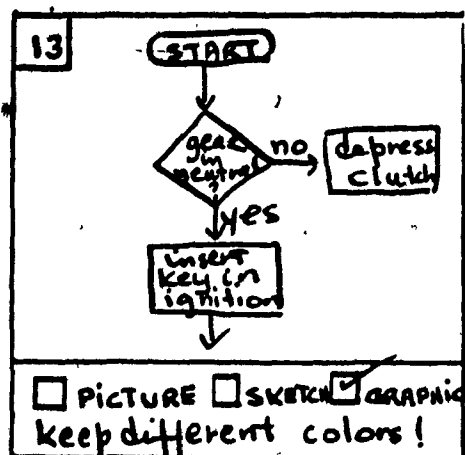 13
START
gear
in
neutral
?
no
depress
clutch
yes
insert
key in
ignition
PICTURE SKETCH GRAPHIC
keep different colors!